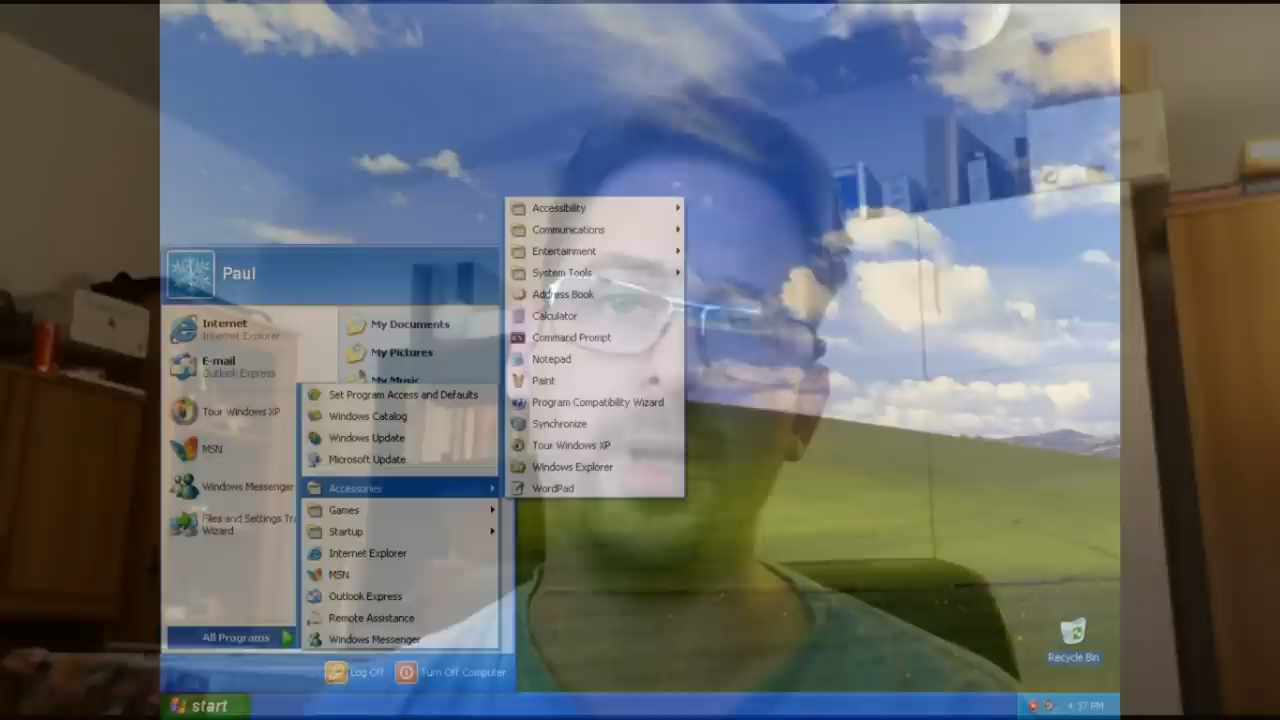 Paul
Internet
Internet Explorer
E-mail
Outlook Express
Tour Windows XP
MSN
Windows Messenger
Files and Settings Tra
Wizard
All Programs
My Documents
My Pictures
My Music
Set Program Access and Defaults
Windows Catalog
Windows Update
Microsoft Update
Accessories
Games
Startup
Internet Explorer
MSN
Outlook Express
Remote Assistance
Windows Messenger
Accessibility
Communications
Entertainment
System Tools
Address Book
Calculator
Command Prompt
Notepad
Paint
Program Compatibility Wizard
Synchronize
Tour Windows XP
Windows Explorer
WordPad
Log Off
Turn Off Computer
Recycle Bin
start
4:37 PM